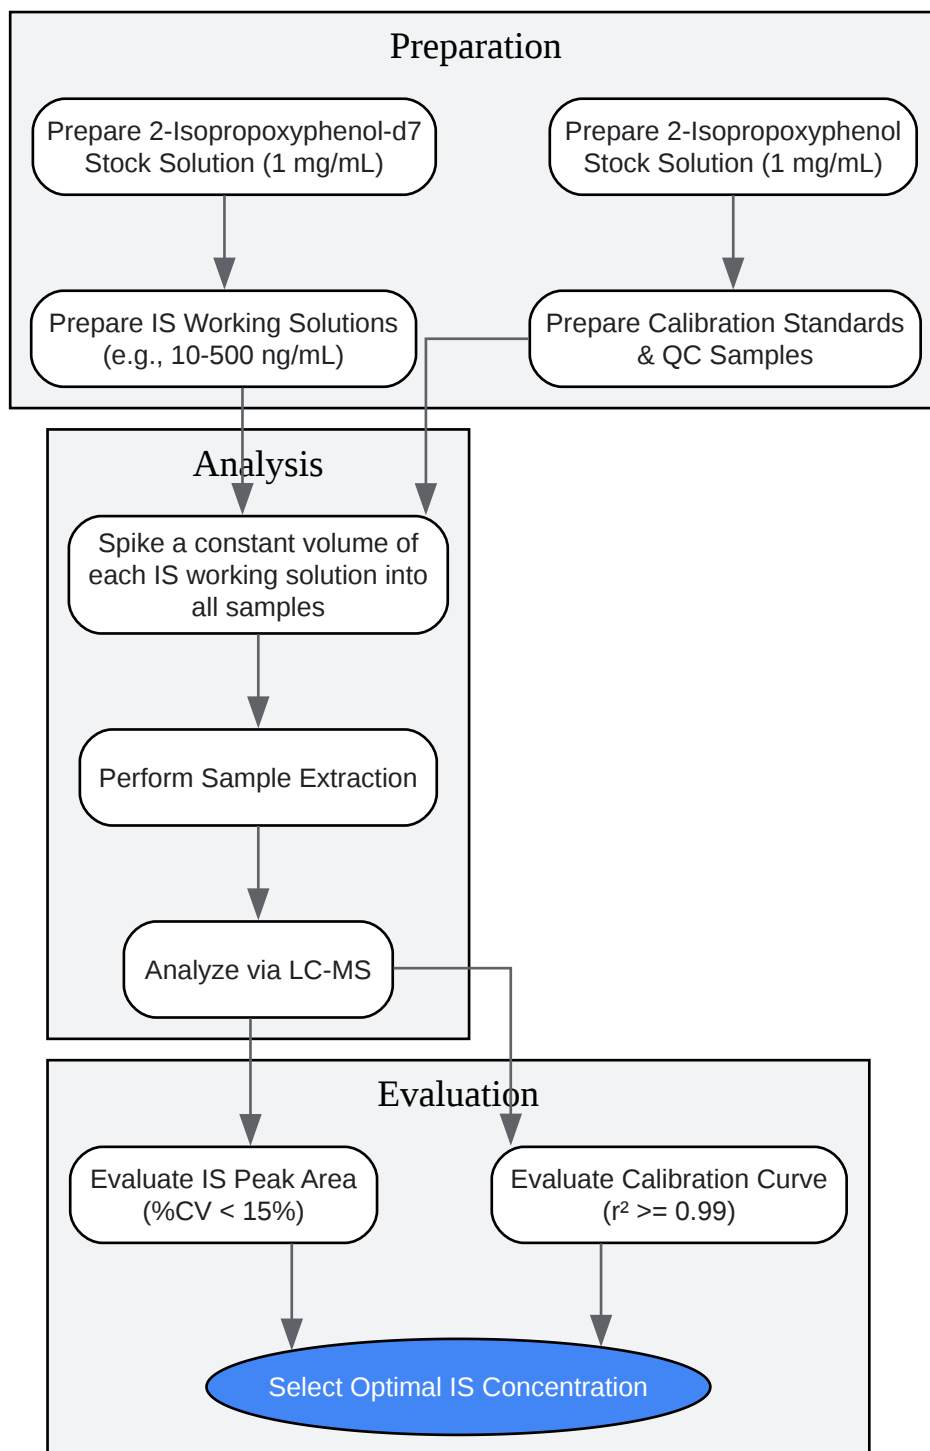 Preparation
Prepare 2-Isopropoxyphenol-d7
Stock Solution (1 mg/mL)
Prepare 2-Isopropoxyphenol
Stock Solution (1 mg/mL)
Prepare IS Working Solutions
(e.g., 10-500 ng/mL)
Prepare Calibration Standards
& QC Samples
Analysis
Spike a constant volume of
each IS working solution into
all samples
Perform Sample Extraction
Analyze via LC-MS
Evaluation
Evaluate IS Peak Area
(%CV < 15%)
Evaluate Calibration Curve
(r² >= 0.99)
Select Optimal IS Concentration